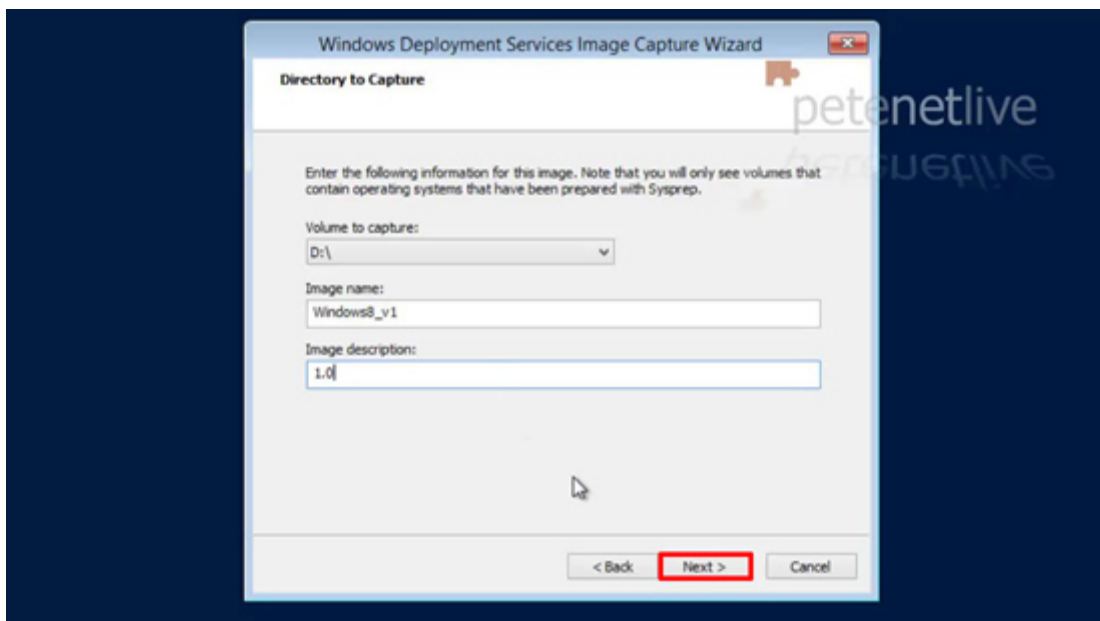 Windows Deployment Services Image Capture Wizard
Directory to Capture
petenetlive
Enter the following information for this image. Note that you will only see volumes that
contain operating systems that have been prepared with Sysprep.
Volume to capture:
D:\
Image name:
Windows8_v1
Image description:
1.0
< Back Next > Cancel